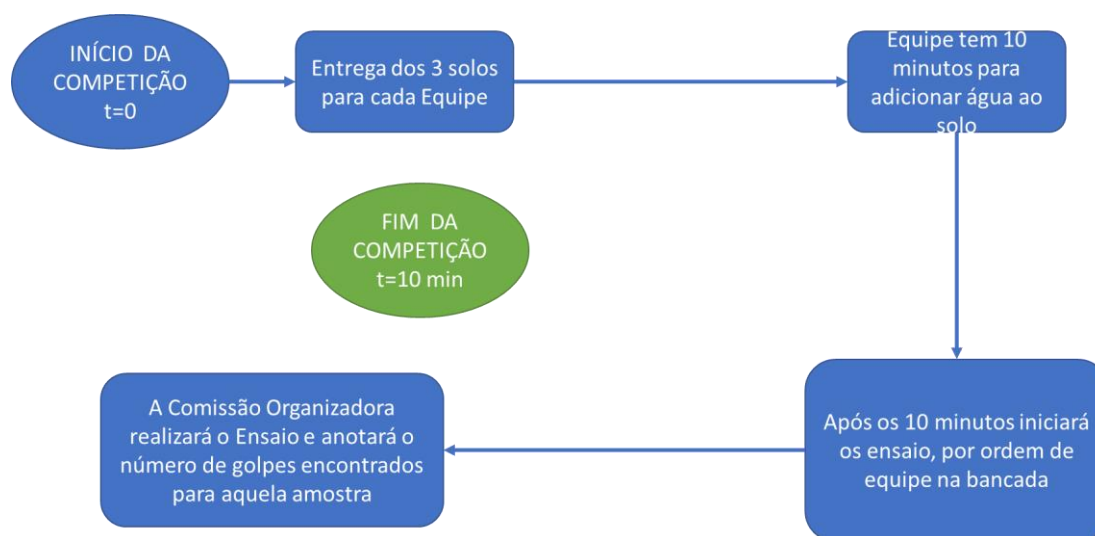 INÍCIO DA
COMPETIÇÃO
t=0
Entrega dos 3 solos
para cada Equipe
Equipe tem 10
minutos para
adicionar água ao
solo
FIM DA
COMPETIÇÃO
t=10 min
Após os 10 minutos iniciará
os ensaio, por ordem de
equipe na bancada
A Comissão Organizadora
realizará o Ensaio e anotará o
número de golpes encontrados
para aquela amostra